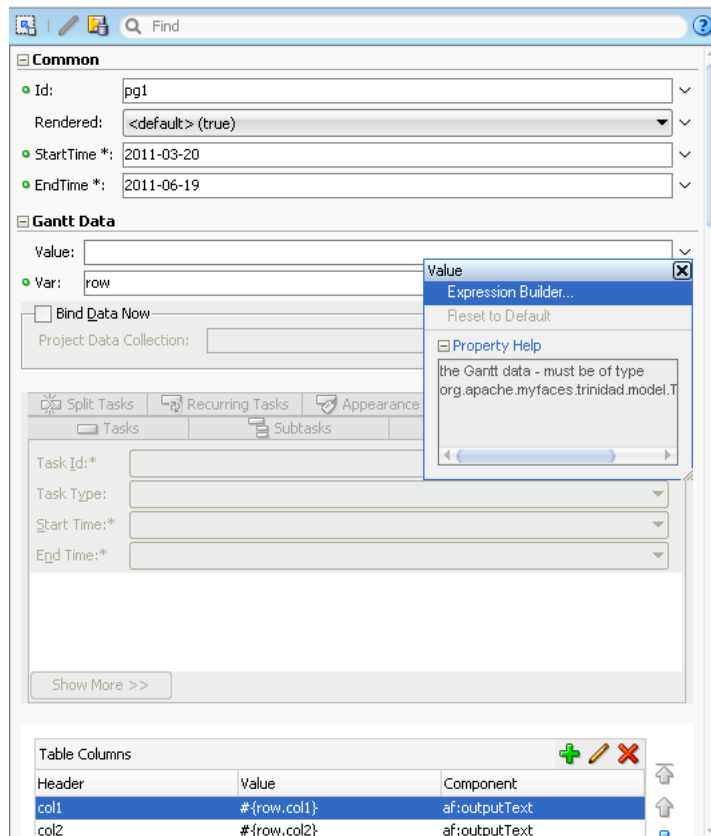 Find
Common
Id: pg1
Rendered: <default> (true)
StartTime *: 2011-03-20
EndTime *: 2011-06-19
Gantt Data
Value:
Var: row
Value
Expression Builder...
Reset to Default
Property Help
the Gantt data - must be of type
org.apache.myfaces.trinidad.model.T
Bind Data Now
Project Data Collection:
Split Tasks Recurring Tasks Appearance
Tasks Subtasks
Task Id:*
Task Type:
Start Time:*
End Time:*
Show More >>
Table Columns
Header Value Component
col1 #{row.col1} af:outputText
col2 #{row.col2} af:outputText